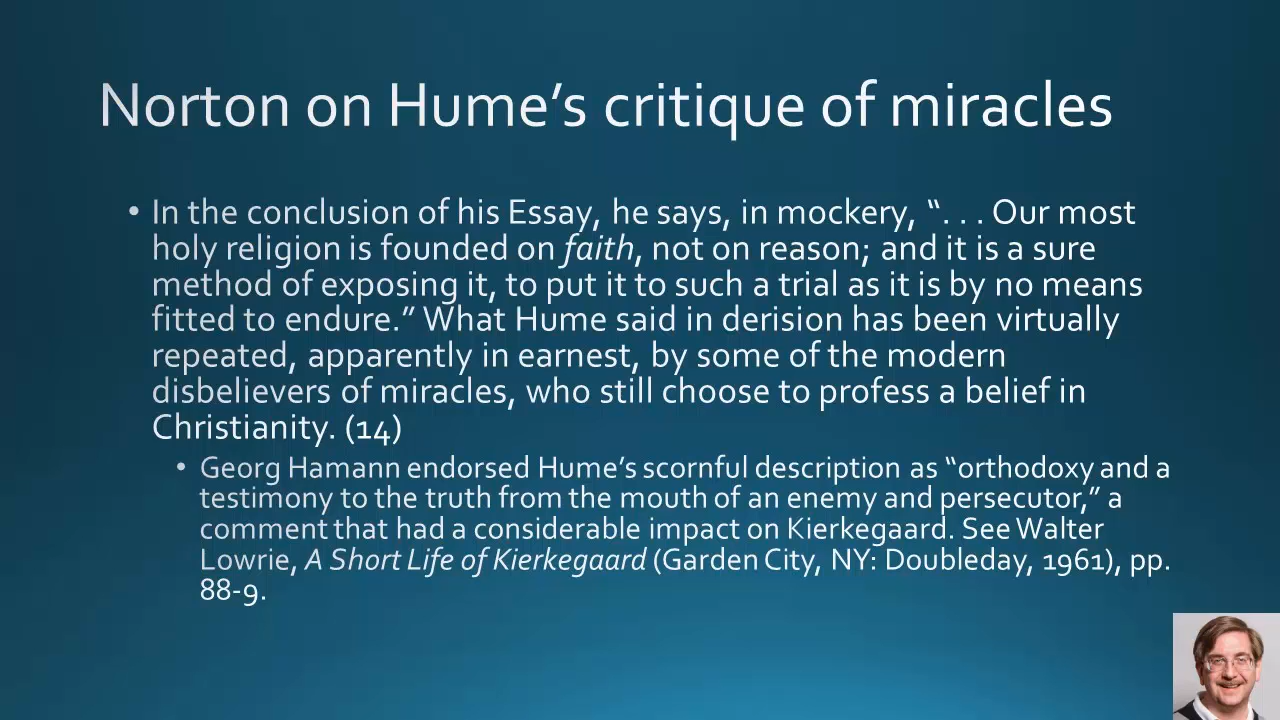 Norton on Hume’s critique of miracles
• In the conclusion of his Essay, he says, in mockery, “. . . Our most
holy religion is founded on faith, not on reason; and it is a sure
method of exposing it, to put it to such a trial as it is by no means
fitted to endure.” What Hume said in derision has been virtually
repeated, apparently in earnest, by some of the modern
disbelievers of miracles, who still choose to profess a belief in
Christianity. (14)
• Georg Hamann endorsed Hume’s scornful description as “orthodoxy and a
testimony to the truth from the mouth of an enemy and persecutor,” a
comment that had a considerable impact on Kierkegaard. See Walter
Lowrie, A Short Life of Kierkegaard (Garden City, NY: Doubleday, 1961), pp.
88-9.